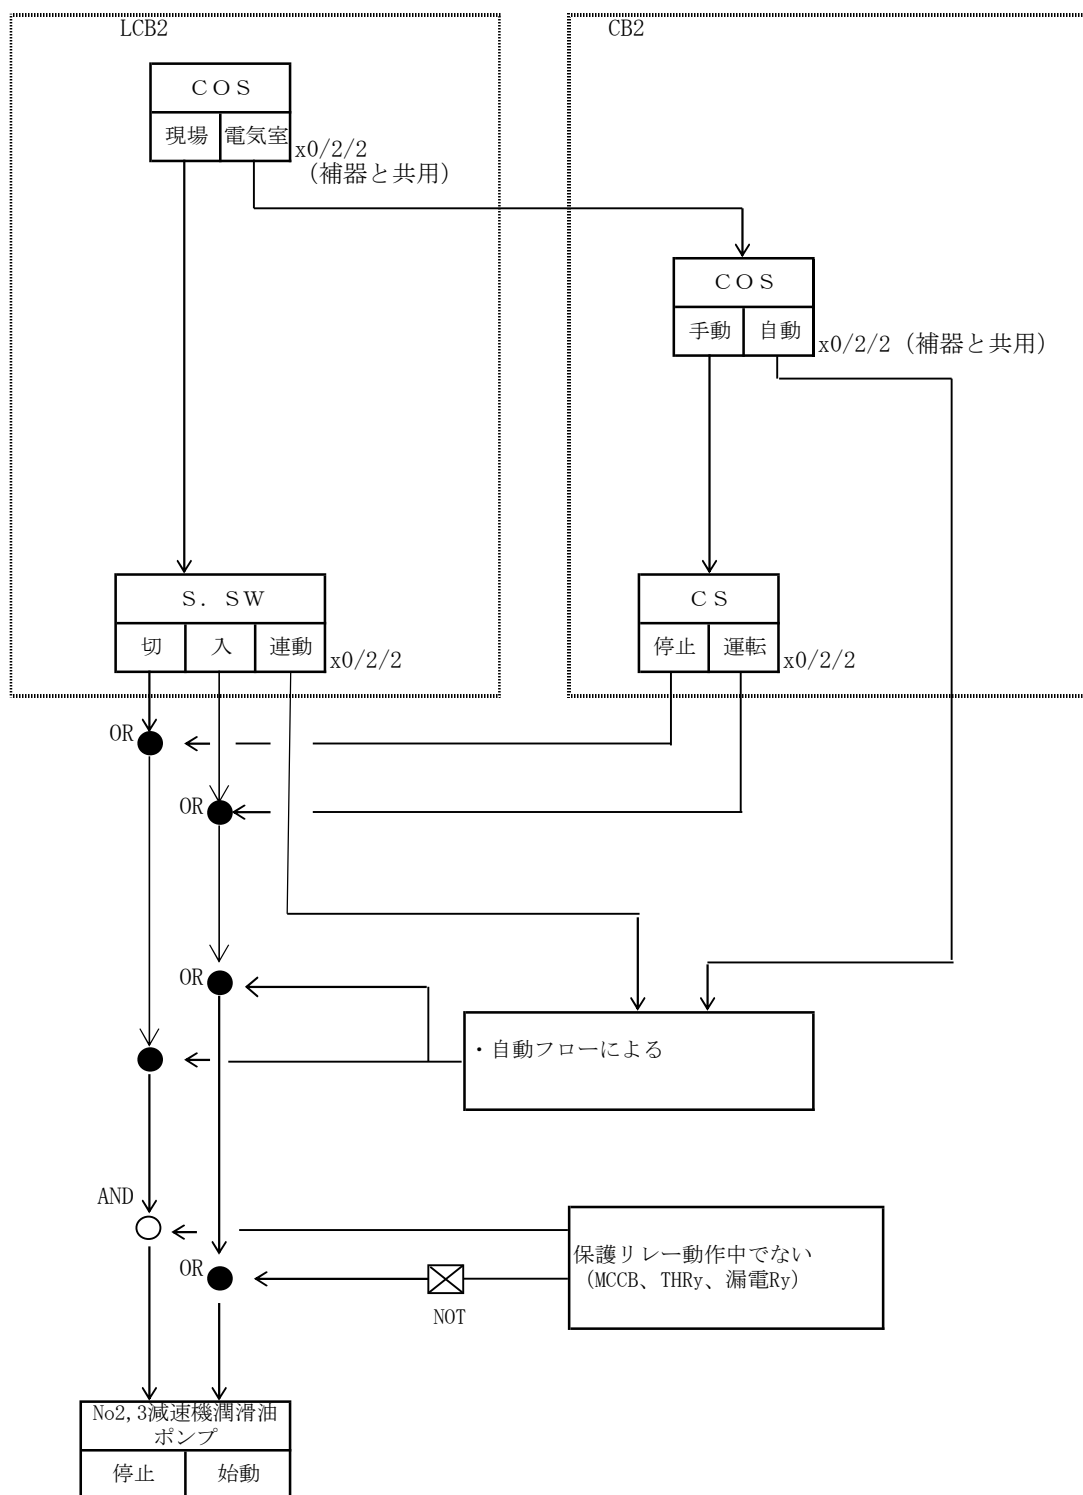 LCB2
CB2
ＣＯＳ
現場 電気室
x0/2/2
（補器と共用）
ＣＯＳ
手動 自動
x0/2/2（補器と共用）
Ｓ．ＳＷ
切 入 連動
x0/2/2
ＣＳ
停止 運転
x0/2/2
OR
OR
OR
・自動フローによる
AND
保護リレー動作中でない
（MCCB、THRy、漏電Ry）
OR
NOT
No2,3減速機潤滑油
ポンプ
停止 始動